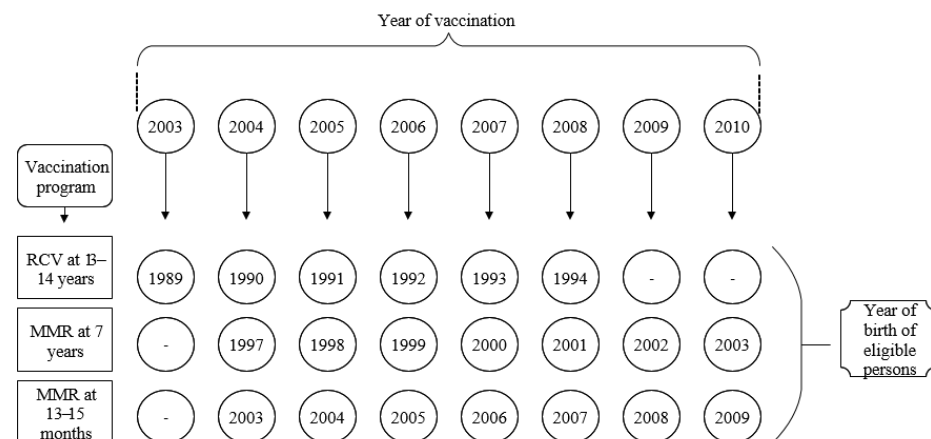 Year of vaccination
2003 2004 2005 2006 2007 2008 2009 2010
Vaccination
program
RCV at 13–
14 years
1989 1990 1991 1992 1993 1994 - -
MMR at 7
years
- 1997 1998 1999 2000 2001 2002 2003
MMR at
13–15
months
- 2003 2004 2005 2006 2007 2008 2009
Year of
birth of
eligible
persons